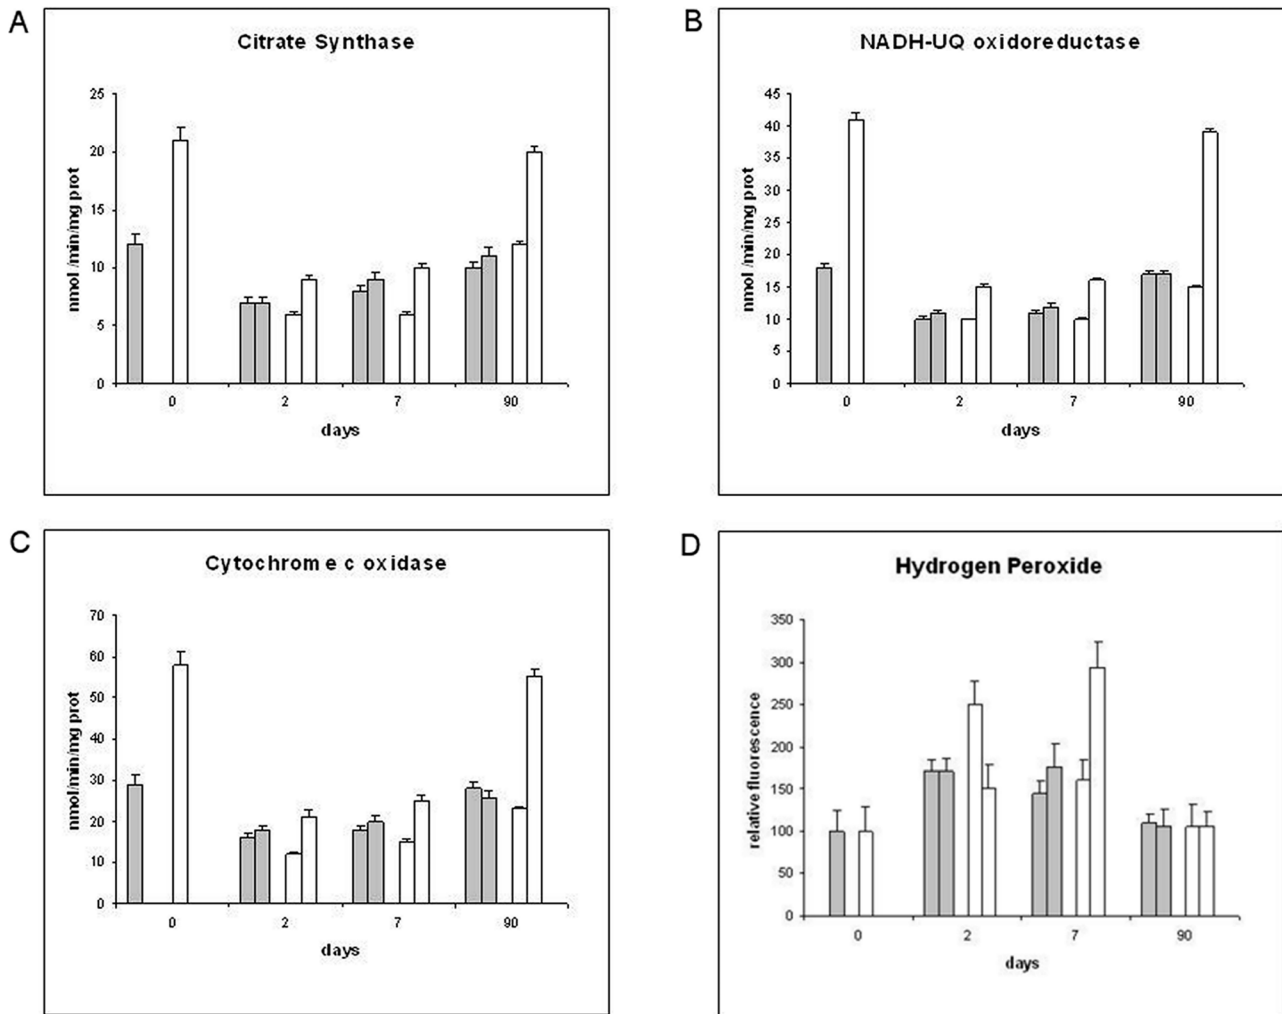 A
Citrate Synthase
nmol /min/mg prot
25
20
15
10
5
0
0 2 7 90
days
B
NADH-UQ oxidoreductase
nmol /min/mg prot
45
40
35
30
25
20
15
10
5
0
0 2 7 90
days
C
Cytochrome c oxidase
nmol/min/mg prot
70
60
50
40
30
20
10
0
0 2 7 90
days
D
Hydrogen Peroxide
relative fluorescence
350
300
250
200
150
100
50
0
0 2 7 90
days